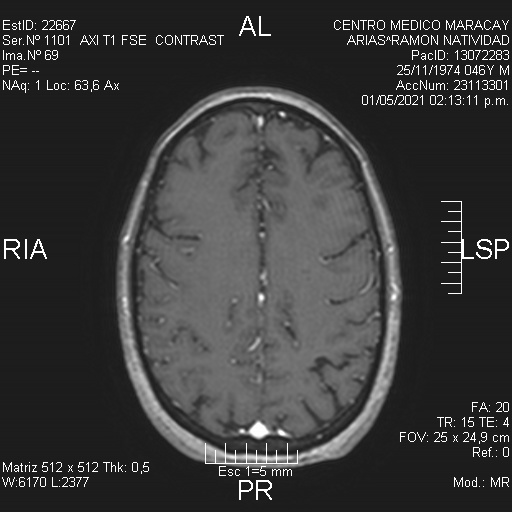 EstID: 22667
Ser.Nº 1101 AXI T1 FSE CONTRAST
Ima.Nº 69
PE= --
NAq: 1 Loc: 63,6 Ax
AL
CENTRO MEDICO MARACAY
ARIAS^RAMON NATIVIDAD
PacID: 13072283
25/11/1974 046Y M
AccNum: 23113301
01/05/2021 02:13:11 p.m.
RIA
LSP
FA: 20
TR: 15 TE: 4
FOV: 25 x 24,9 cm
Ref.: 0
Mod.: MR
Matriz 512 x 512 Thk: 0,5
W:6170 L:2377
Esc 1=5 mm
PR